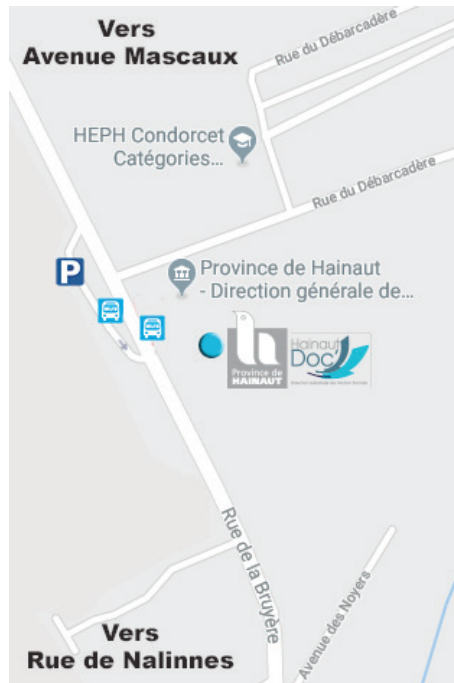 Vers
Avenue Mascaux
Rue du Débarcadère
HEPH Condorcet
Catégories...
Rue du Débarcadère
P
Province de Hainaut
- Direction générale de...
Province de
HAINAUT
Hainaut
Doc
Rue de la Bruyère
Avenue des Noyers
Vers
Rue de Nalinnes